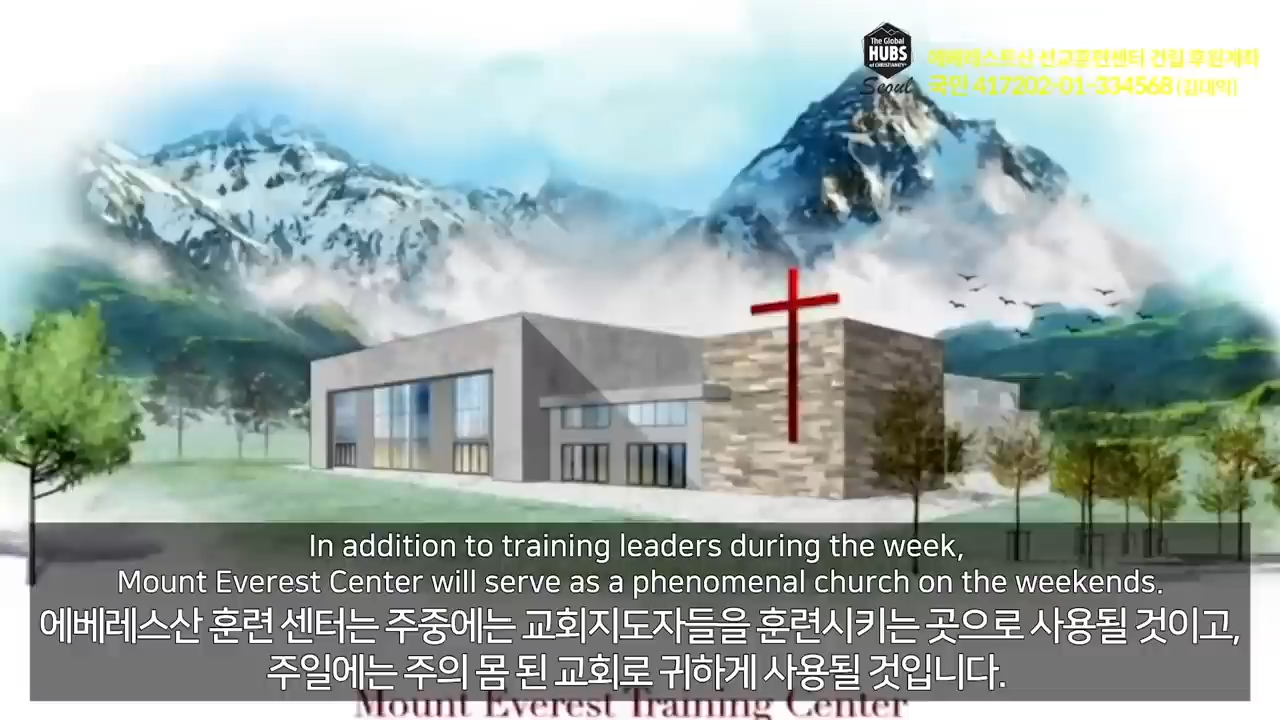 The Global
HUBS
of CHRISTIANITY
Seoul
에베레스트산 선교훈련센터 건립 후원계좌
국민 417202-01-334568 (김대억)
In addition to training leaders during the week,
Mount Everest Center will serve as a phenomenal church on the weekends.
에베레스산 훈련 센터는 주중에는 교회지도자들을 훈련시키는 곳으로 사용될 것이고,
주일에는 주의 몸 된 교회로 귀하게 사용될 것입니다.
Mount Everest Training Center